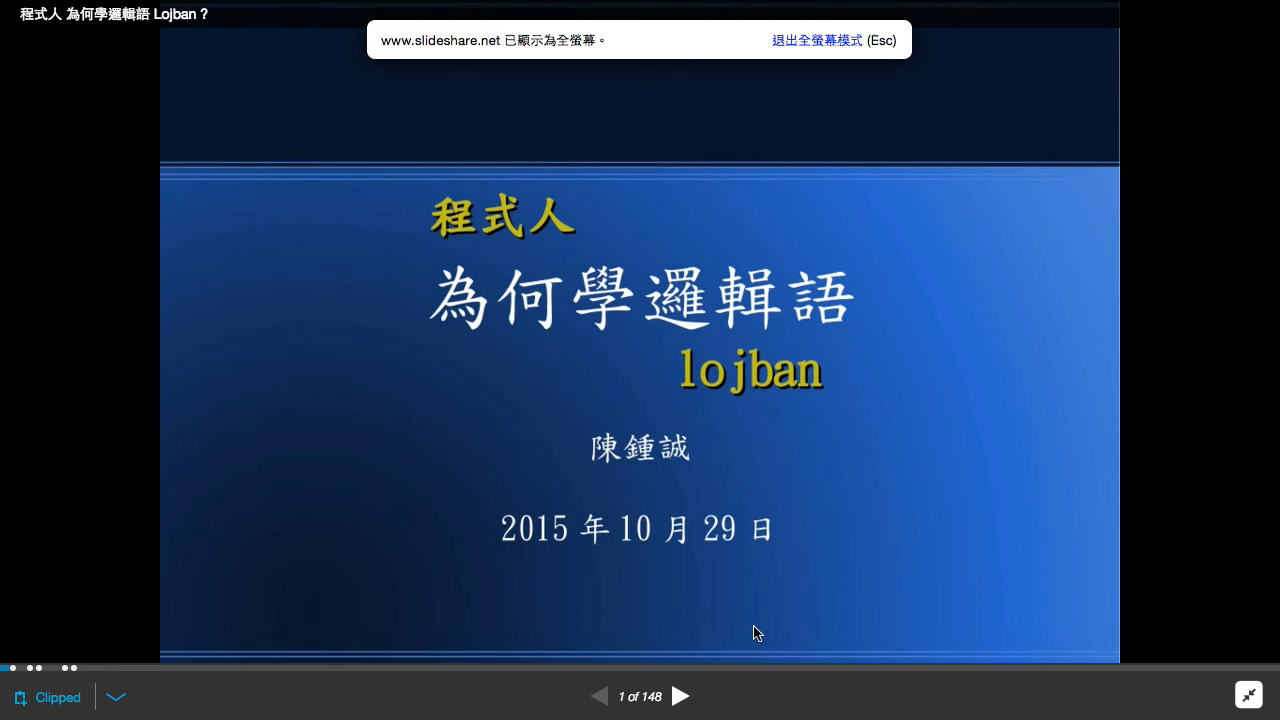 程式人 為何學邏輯語 Lojban ?
www.slideshare.net 已顯示為全螢幕。 退出全螢幕模式 (Esc)
程式人
為何學邏輯語
lojban
陳鍾誠
2015 年 10 月 29 日
Clipped
1 of 148